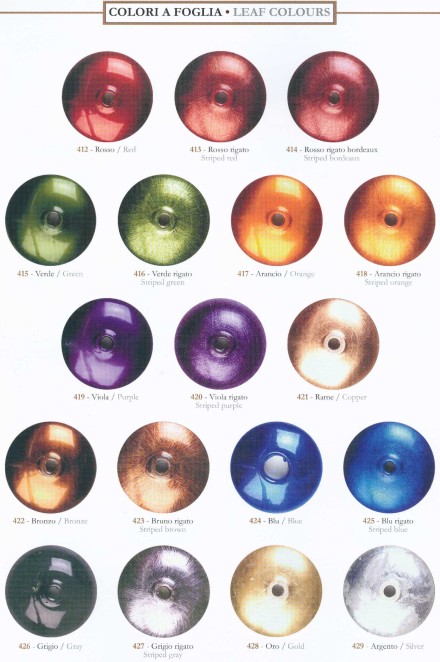 COLORI A FOGLIA • LEAF COLOURS
412 - Rosso / Red
413 - Rosso rigato
Striped red
414 - Rosso rigato bordeaux
Striped bordeaux
415 - Verde / Green
416 - Verde rigato
Striped green
417 - Arancio / Orange
418 - Arancio rigato
Striped orange
419 - Viola / Purple
420 - Viola rigato
Striped purple
421 - Rame / Copper
422 - Bronzo / Bronze
423 - Bruno rigato
Striped brown
424 - Blu / Blue
425 - Blu rigato
Striped blue
426 - Grigio / Gray
427 - Grigio rigato
Striped gray
428 - Oro / Gold
429 - Argento / Silver